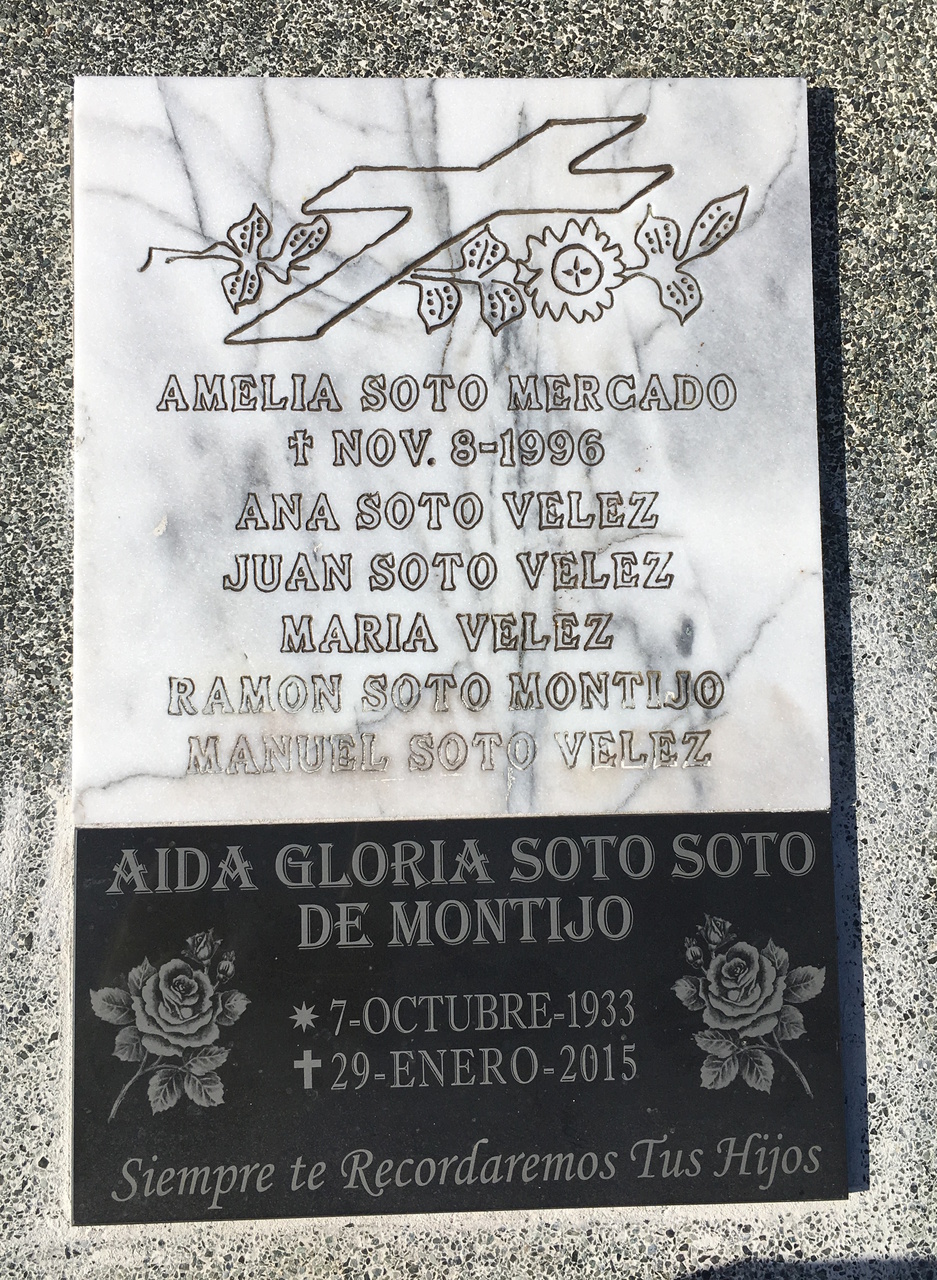 AMELIA SOTO MERCADO
✝ NOV. 8-1996
ANA SOTO VELEZ
JUAN SOTO VELEZ
MARIA VELEZ
RAMON SOTO MONTIJO
MANUEL SOTO VELEZ
AIDA GLORIA SOTO SOTO
DE MONTIJO
✷ 7-OCTUBRE-1933
✝ 29-ENERO-2015
Siempre te Recordaremos Tus Hijos